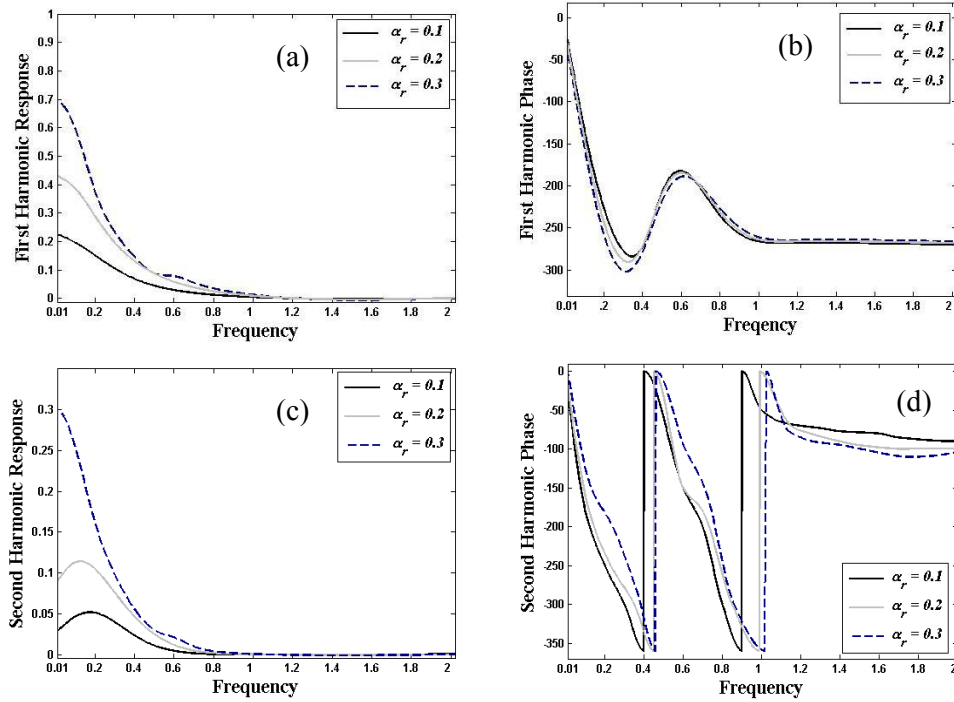 (a)
α_r = 0.1
α_r = 0.2
α_r = 0.3
First Harmonic Response
1
0.9
0.8
0.7
0.6
0.5
0.4
0.3
0.2
0.1
0
0.01 0.2 0.4 0.6 0.8 1 1.2 1.4 1.6 1.8 2
Frequency
(b)
α_r = 0.1
α_r = 0.2
α_r = 0.3
First Harmonic Phase
0
-50
-100
-150
-200
-250
-300
0.01 0.2 0.4 0.6 0.8 1 1.2 1.4 1.6 1.8 2
Freqency
(c)
α_r = 0.1
α_r = 0.2
α_r = 0.3
Second Harmonic Response
0.3
0.25
0.2
0.15
0.1
0.05
0
0.01 0.2 0.4 0.6 0.8 1 1.2 1.4 1.6 1.8 2
Frequency
(d)
α_r = 0.1
α_r = 0.2
α_r = 0.3
Second Harmonic Phase
0
-50
-100
-150
-200
-250
-300
-350
0.01 0.2 0.4 0.6 0.8 1 1.2 1.4 1.6 1.8 2
Frequency